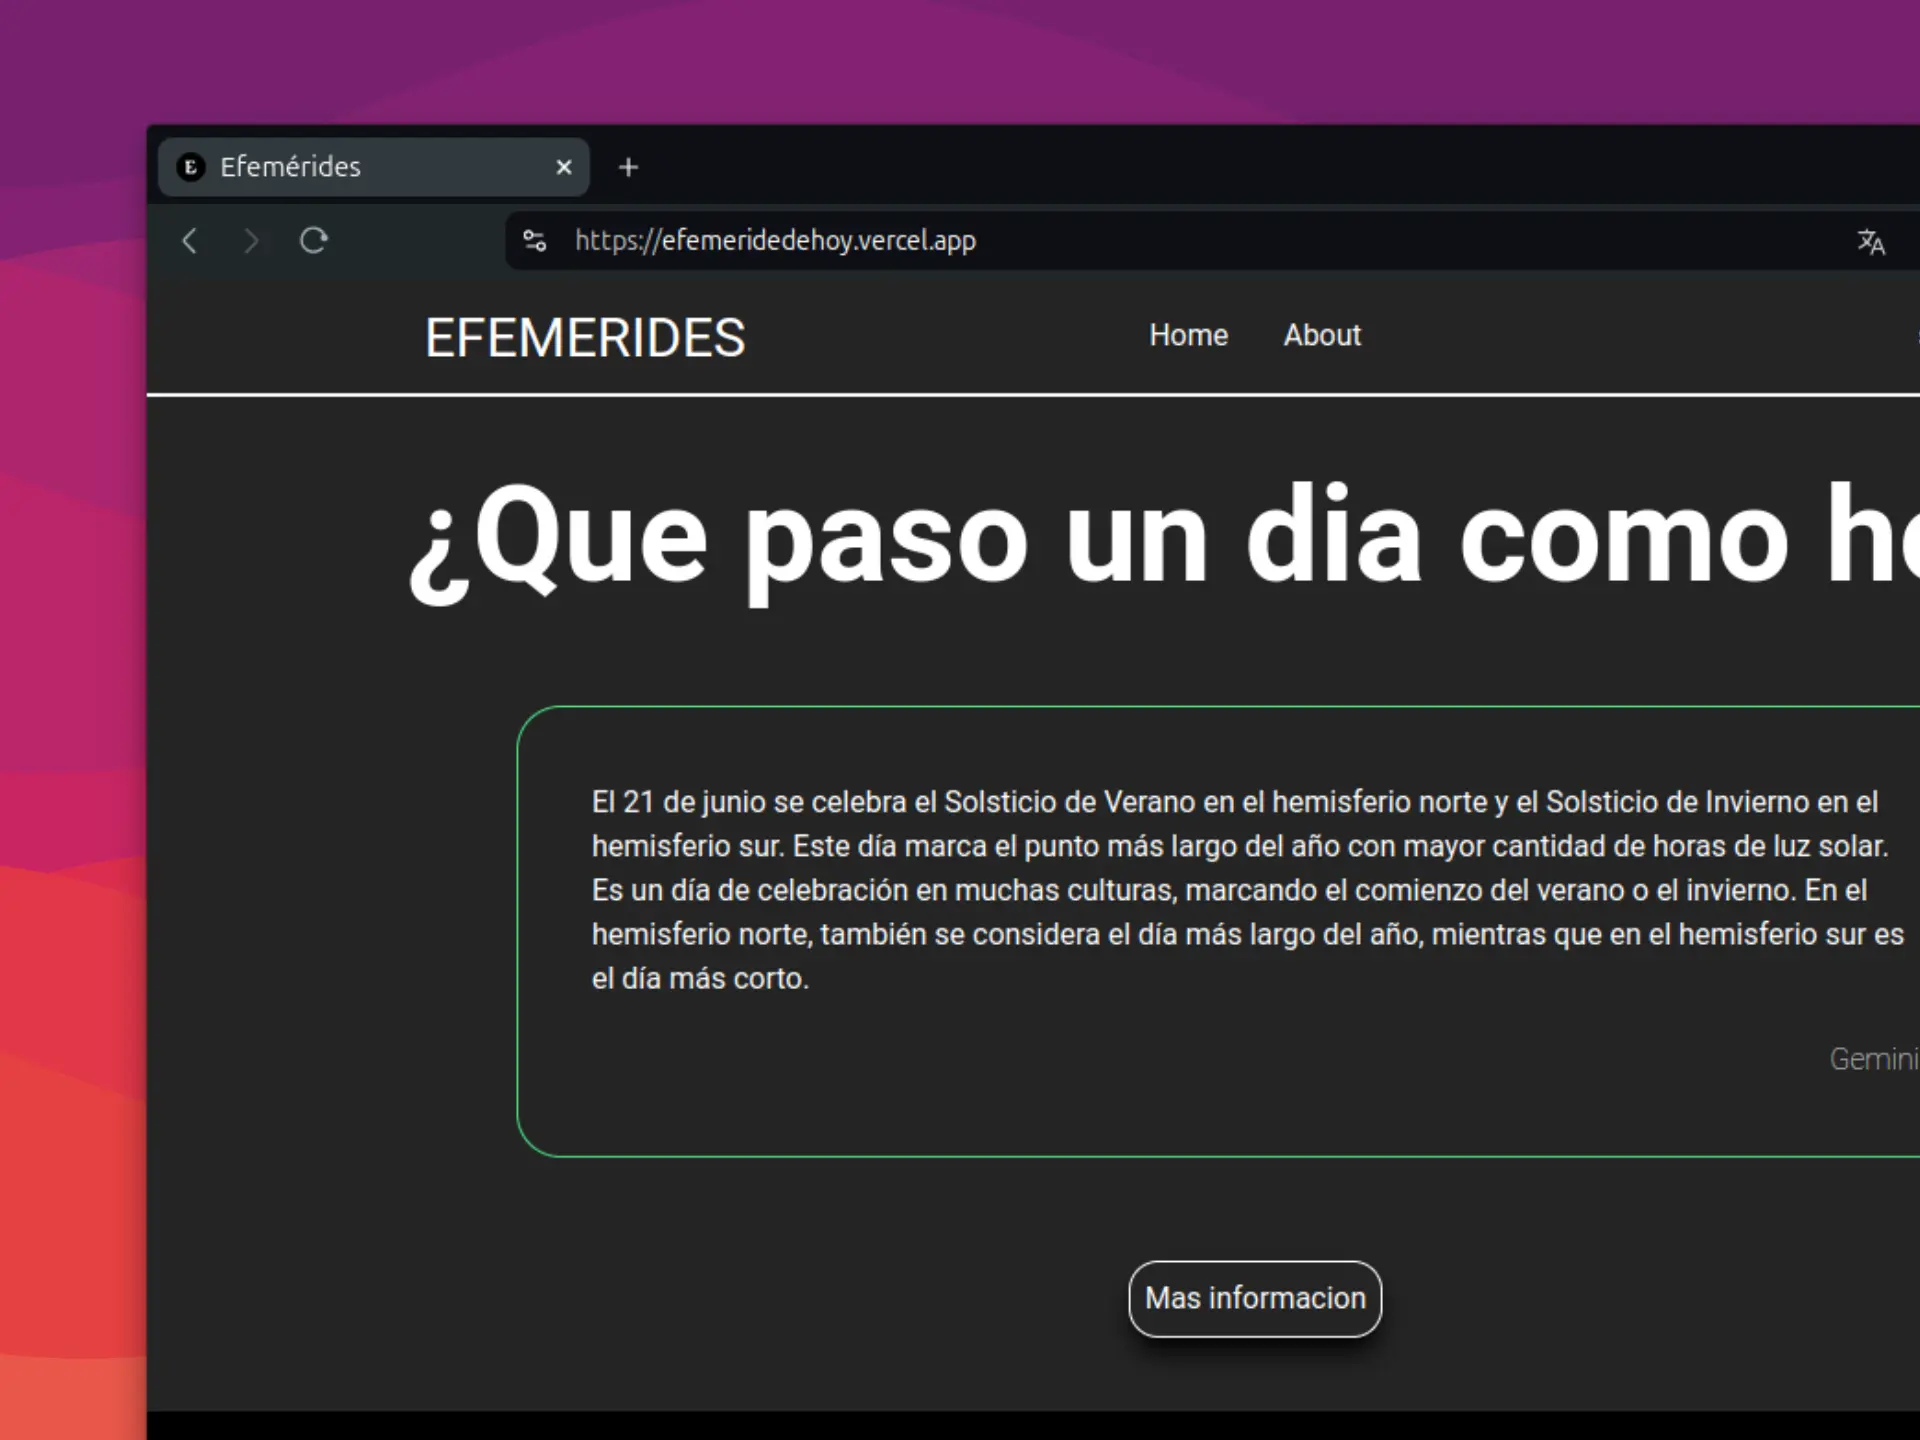 E Efemérides
https://efemeridedehoy.vercel.app
EFEMERIDES
Home About
¿Que paso un dia como
El 21 de junio se celebra el Solsticio de Verano en el hemisferio norte y el Solsticio de Invierno en el
hemisferio sur. Este día marca el punto más largo del año con mayor cantidad de horas de luz solar.
Es un día de celebración en muchas culturas, marcando el comienzo del verano o el invierno. En el
hemisferio norte, también se considera el día más largo del año, mientras que en el hemisferio sur es
el día más corto.
Gemini
Mas informacion